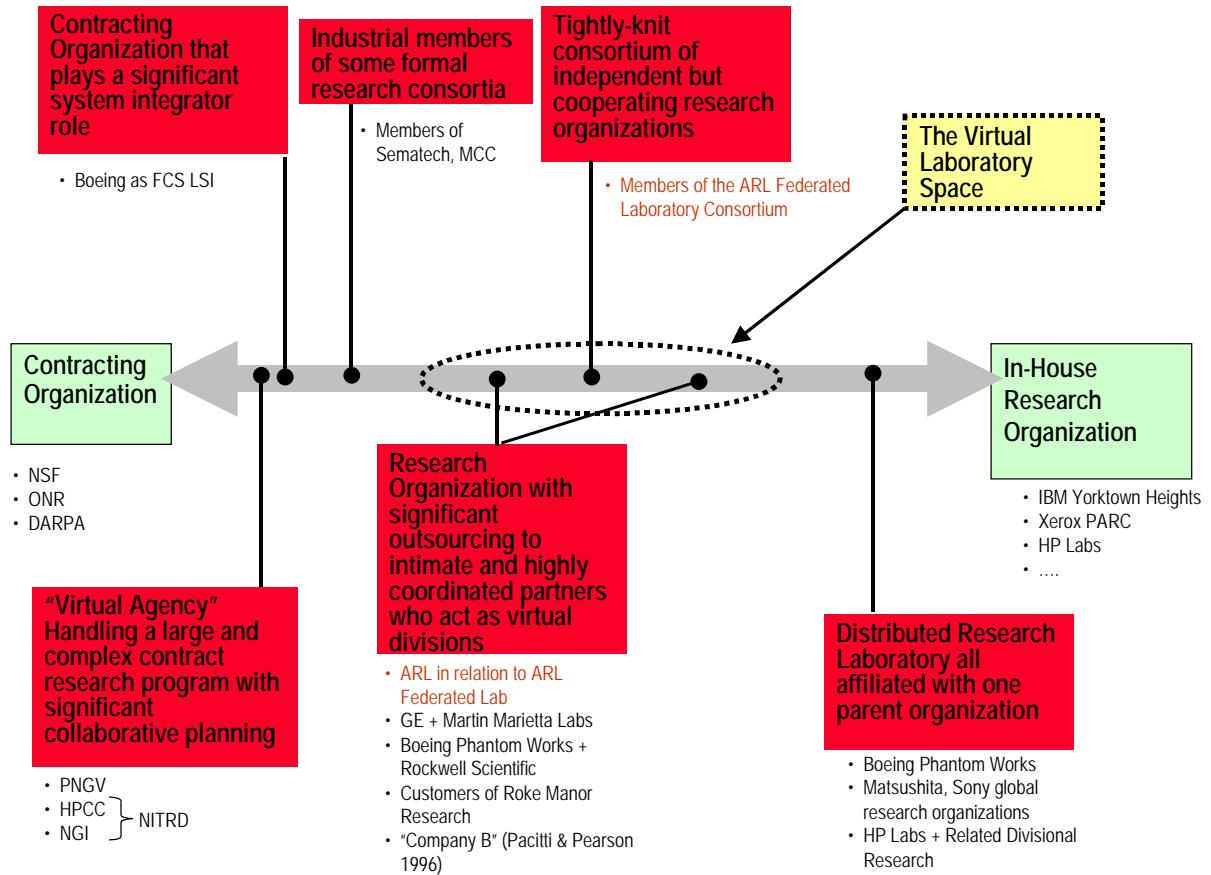 Contracting
Organization that
plays a significant
system integrator
role
• Boeing as FCS LSI
Industrial members
of some formal
research consortia
• Members of
Sematech, MCC
Tightly-knit
consortium of
independent but
cooperating research
organizations
• Members of the ARL Federated
Laboratory Consortium
The Virtual
Laboratory
Space
Contracting
Organization
• NSF
• ONR
• DARPA
In-House
Research
Organization
• IBM Yorktown Heights
• Xerox PARC
• HP Labs
• ....
"Virtual Agency"
Handling a large and
complex contract
research program with
significant
collaborative planning
• PNGV
• HPCC
• NGI
NITRD
Research
Organization with
significant
outsourcing to
intimate and highly
coordinated partners
who act as virtual
divisions
• ARL in relation to ARL
Federated Lab
• GE + Martin Marietta Labs
• Boeing Phantom Works +
Rockwell Scientific
• Customers of Roke Manor
Research
• "Company B" (Pacitti & Pearson
1996)
Distributed Research
Laboratory all
affiliated with one
parent organization
• Boeing Phantom Works
• Matsushita, Sony global
research organizations
• HP Labs + Related Divisional
Research